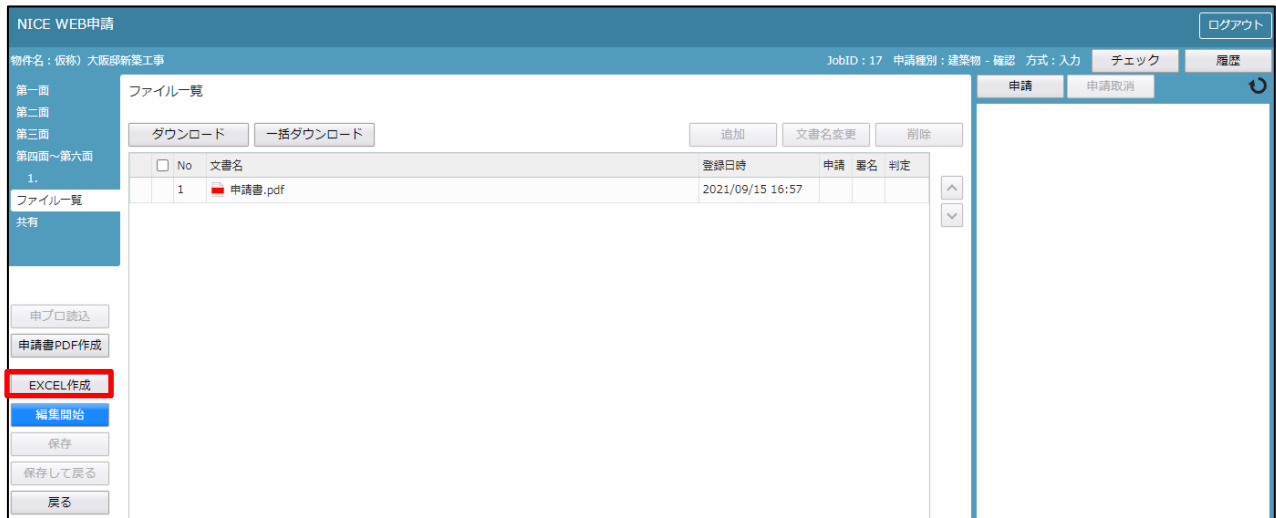 NICE WEB申請
ログアウト
物件名：仮称）大阪邸新築工事
JobID：17 申請種別：建築物 - 確認 方式：入力 チェック 履歴
第一面
第二面
第三面
第四面～第六面
1.
ファイル一覧
共有
申プロ読込
申請書PDF作成
EXCEL作成
編集開始
保存
保存して戻る
戻る
ファイル一覧
ダウンロード 一括ダウンロード 追加 文書名変更 削除
No 文書名 登録日時 申請 署名 判定
1 申請書.pdf 2021/09/15 16:57
申請 申請取消